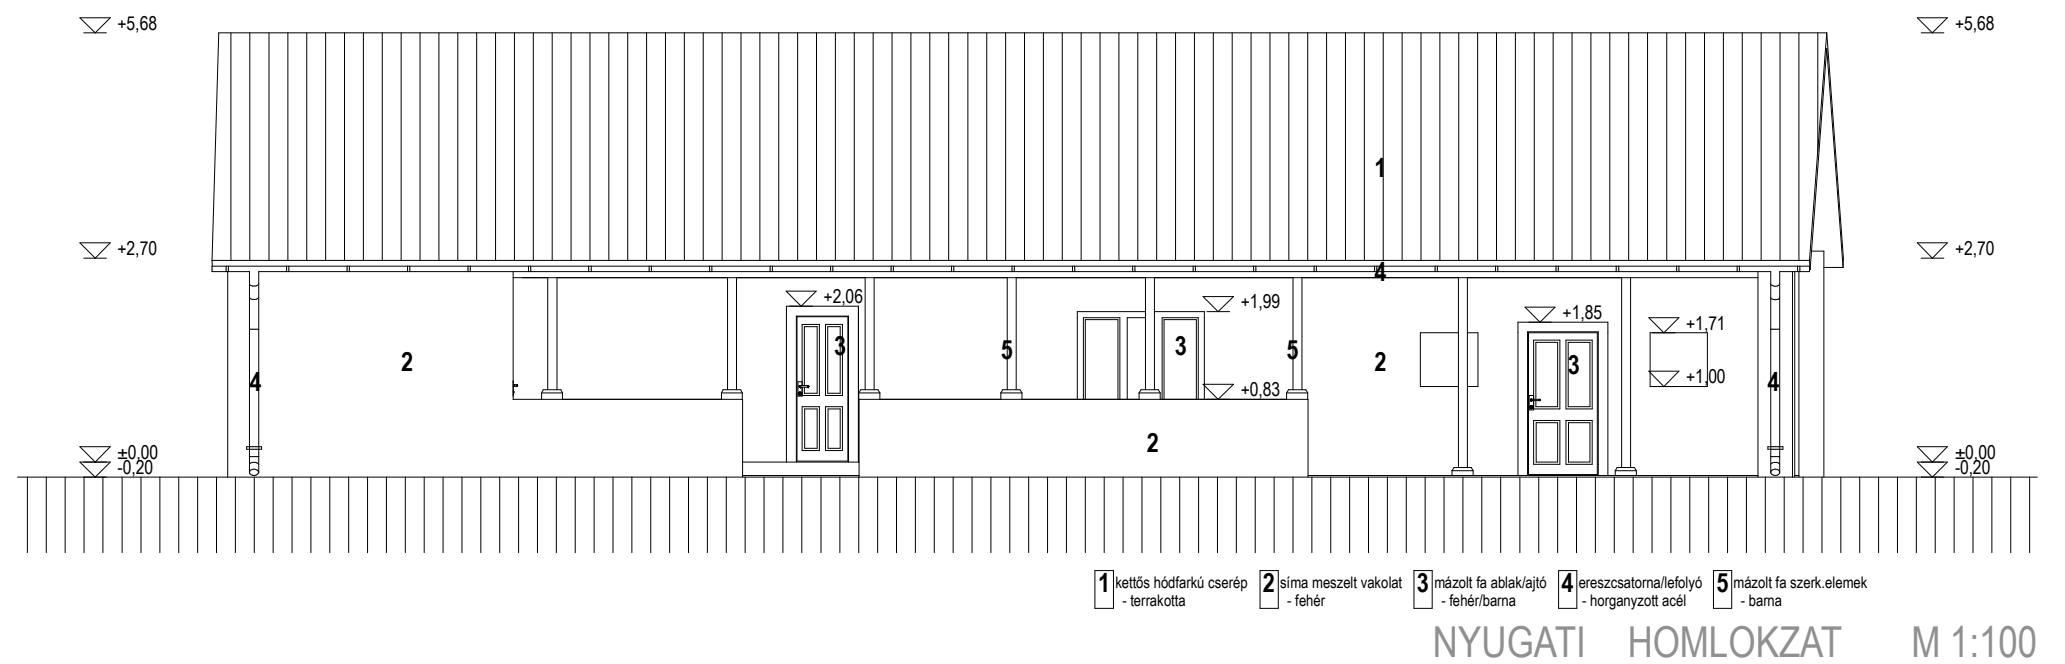 +5,68
+5,68
1
+2,70
+2,70
4
+2,06
+1,99
+1,85
+1,71
3
5
3
5
2
2
3
4
+1,00
4
+0,83
2
±0,00
-0,20
±0,00
-0,20
1 kettős hódfarkú cserép
- terrakotta
2 síma meszelt vakolat
- fehér
3 mázolt fa ablak/ajtó
- fehér/barna
4 ereszcsatorna/lefolyó
- horganyzott acél
5 mázolt fa szerk.elemek
- barna
NYUGATI HOMLOKZAT M 1:100